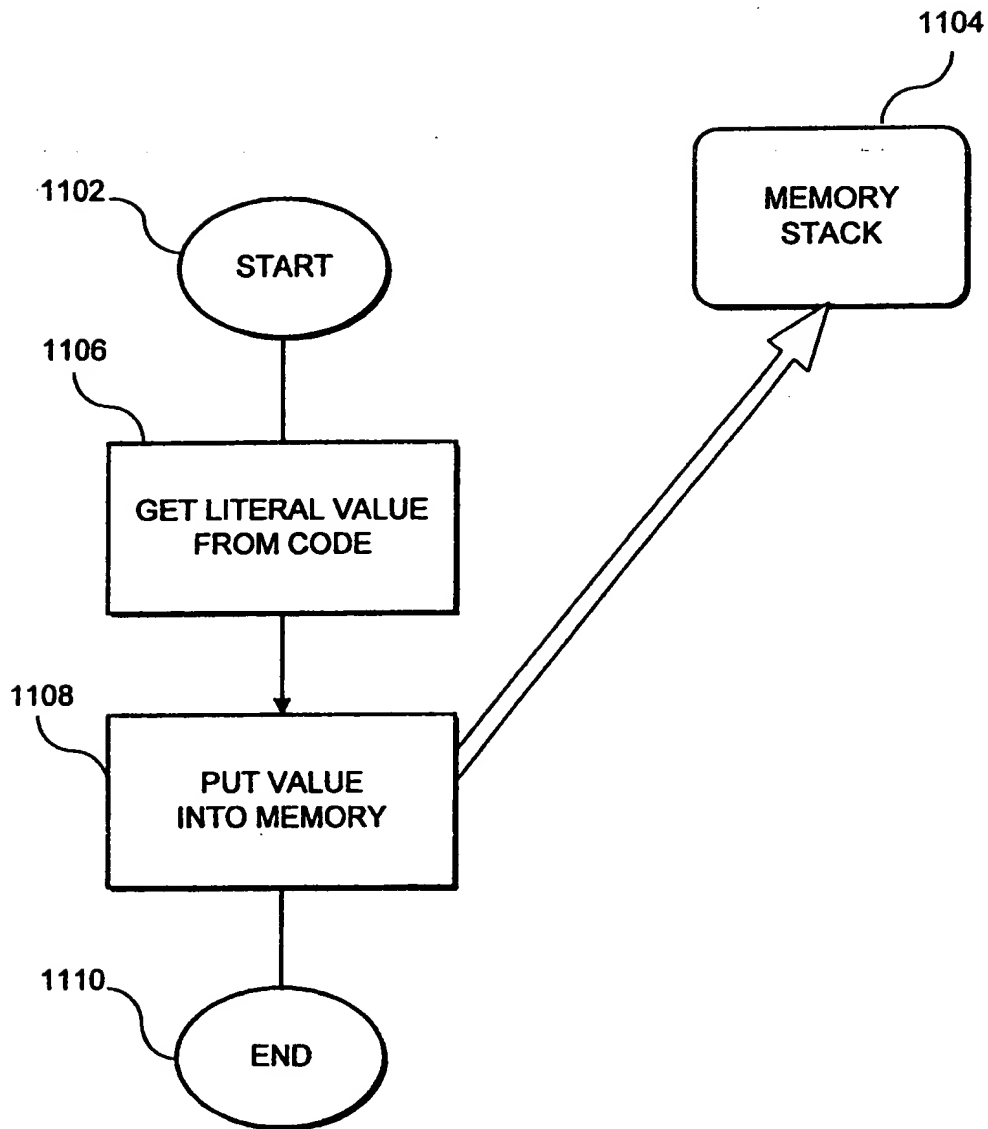 1104
MEMORY
STACK
1102
START
1106
GET LITERAL VALUE
FROM CODE
1108
PUT VALUE
INTO MEMORY
1110
END